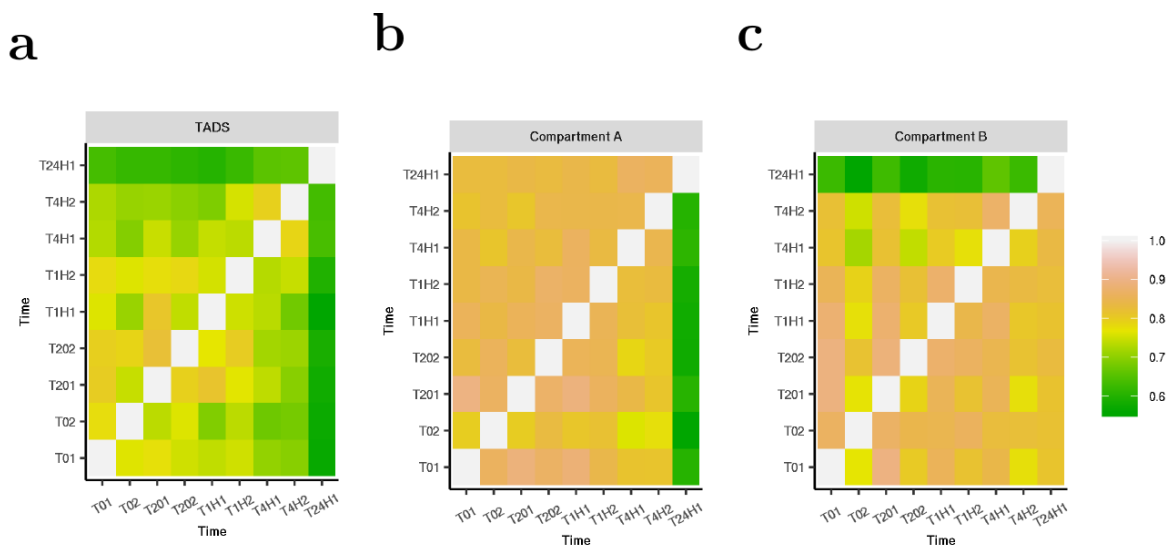 a
b
c
TADS
T24H1
T4H2
T4H1
T1H2
T1H1
T202
T201
T02
T01
Time
T01 T02 T201 T202 T1H1 T1H2 T4H1 T4H2 T24H1
Time
Compartment A
T24H1
T4H2
T4H1
T1H2
T1H1
T202
T201
T02
T01
Time
T01 T02 T201 T202 T1H1 T1H2 T4H1 T4H2 T24H1
Time
Compartment B
T24H1
T4H2
T4H1
T1H2
T1H1
T202
T201
T02
T01
Time
T01 T02 T201 T202 T1H1 T1H2 T4H1 T4H2 T24H1
Time
1.0
0.9
0.8
0.7
0.6